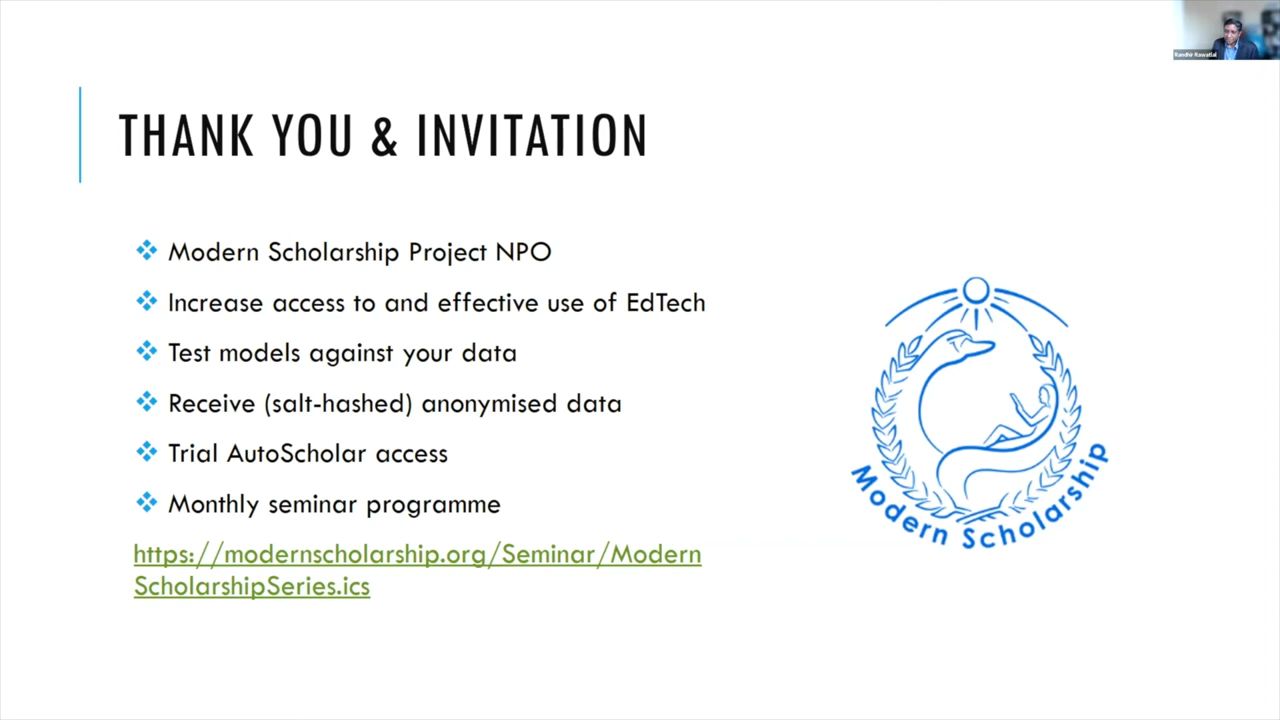 Randhir Rawatlal
THANK YOU & INVITATION
Modern Scholarship Project NPO
Increase access to and effective use of EdTech
Test models against your data
Receive (salt-hashed) anonymised data
Trial AutoScholar access
Monthly seminar programme
https://modernscholarship.org/Seminar/Modern
ScholarshipSeries.ics
Modern Scholarship